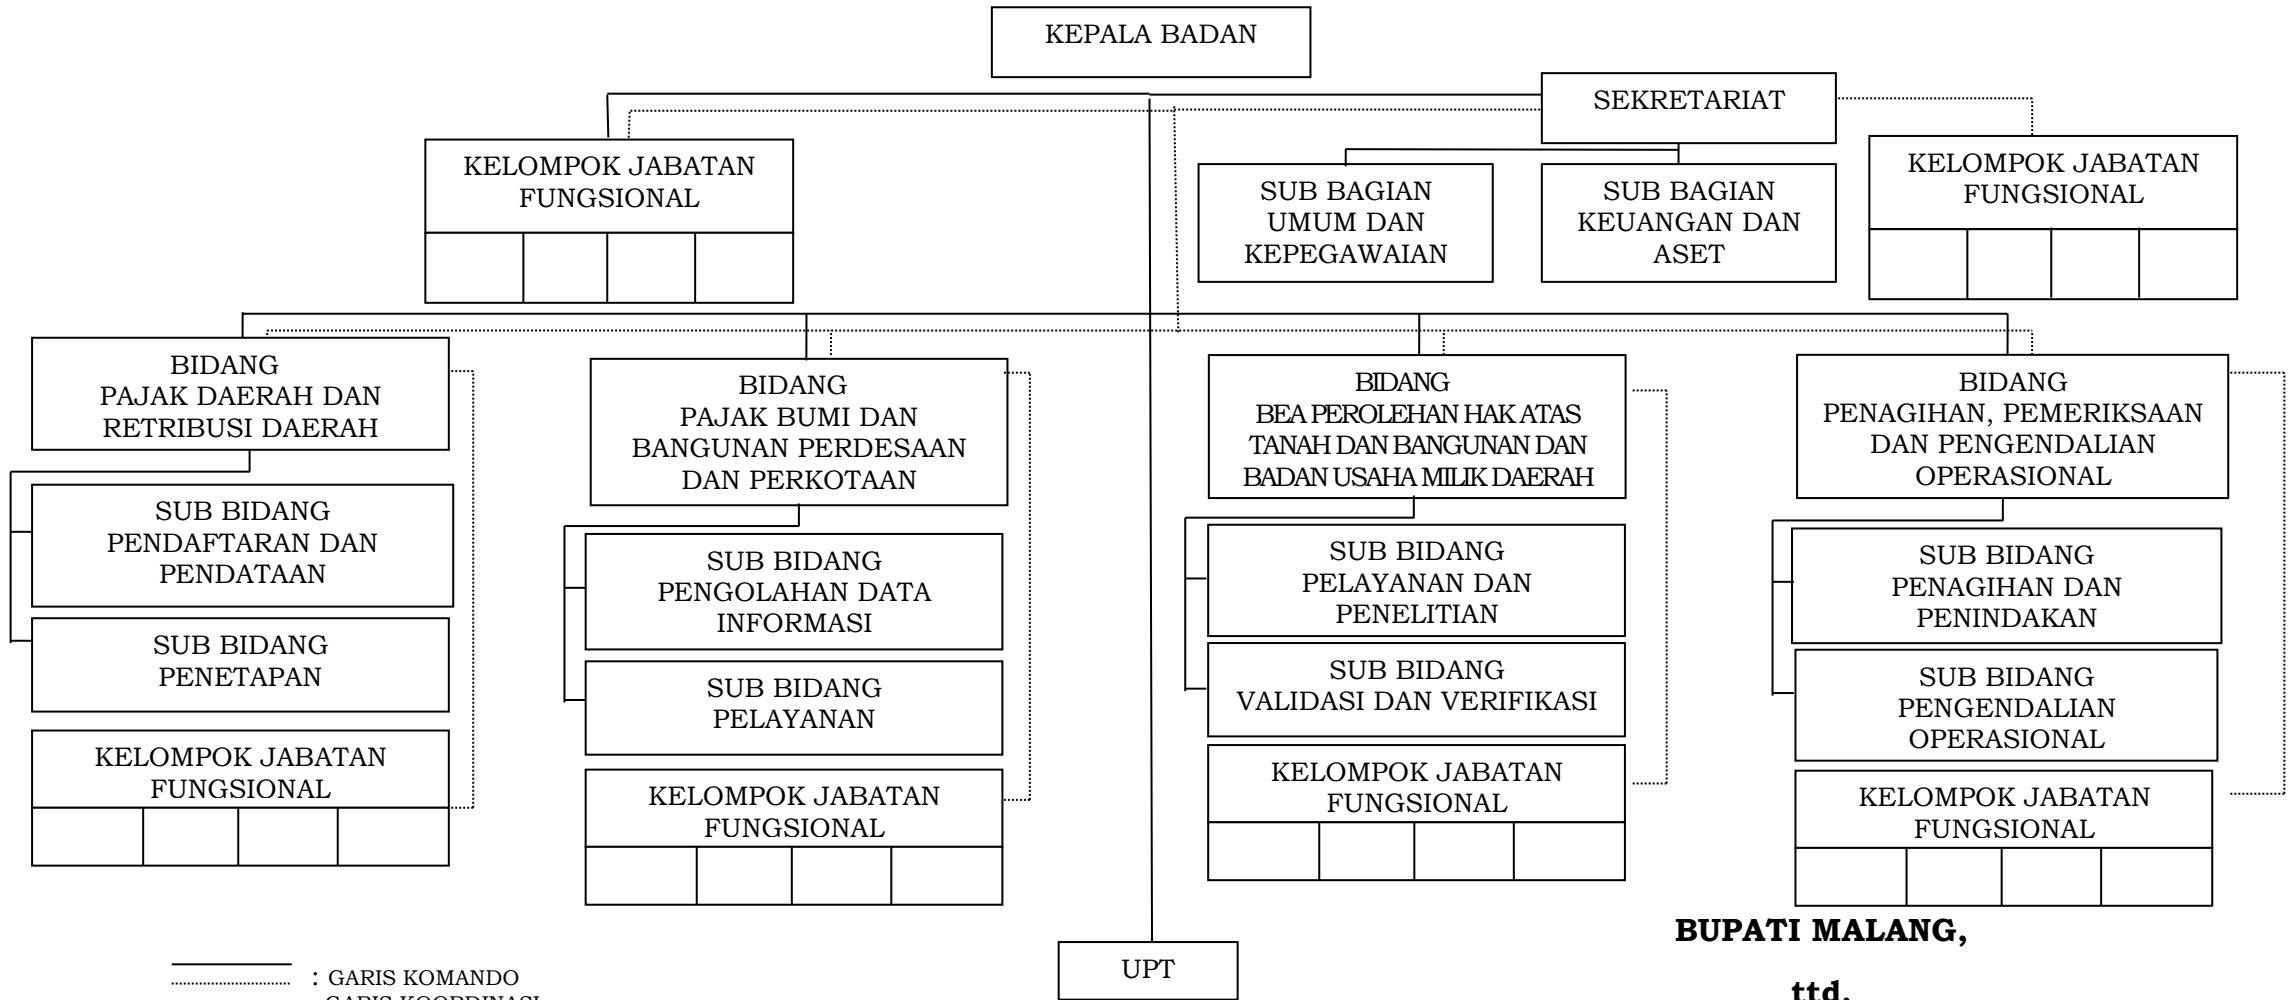 KEPALA BADAN
SEKRETARIAT
KELOMPOK JABATAN
FUNGSIONAL
SUB BAGIAN
UMUM DAN
KEPEGAWAIAN
SUB BAGIAN
KEUANGAN DAN
ASET
KELOMPOK JABATAN
FUNGSIONAL
BIDANG
PAJAK DAERAH DAN
RETRIBUSI DAERAH
SUB BIDANG
PENDAFTARAN DAN
PENDATAAN
SUB BIDANG
PENETAPAN
KELOMPOK JABATAN
FUNGSIONAL
BIDANG
PAJAK BUMI DAN
BANGUNAN PERDESAAN
DAN PERKOTAAN
SUB BIDANG
PENGOLAHAN DATA
INFORMASI
SUB BIDANG
PELAYANAN
KELOMPOK JABATAN
FUNGSIONAL
BIDANG
BEA PEROLEHAN HAK ATAS
TANAH DAN BANGUNAN DAN
BADAN USAHA MILIK DAERAH
SUB BIDANG
PELAYANAN DAN
PENELITIAN
SUB BIDANG
VALIDASI DAN VERIFIKASI
KELOMPOK JABATAN
FUNGSIONAL
BIDANG
PENAGIHAN, PEMERIKSAAN
DAN PENGENDALIAN
OPERASIONAL
SUB BIDANG
PENAGIHAN DAN
PENINDAKAN
SUB BIDANG
PENGENDALIAN
OPERASIONAL
KELOMPOK JABATAN
FUNGSIONAL
UPT
: GARIS KOMANDO
GARIS KOORDINASI
BUPATI MALANG,
ttd.